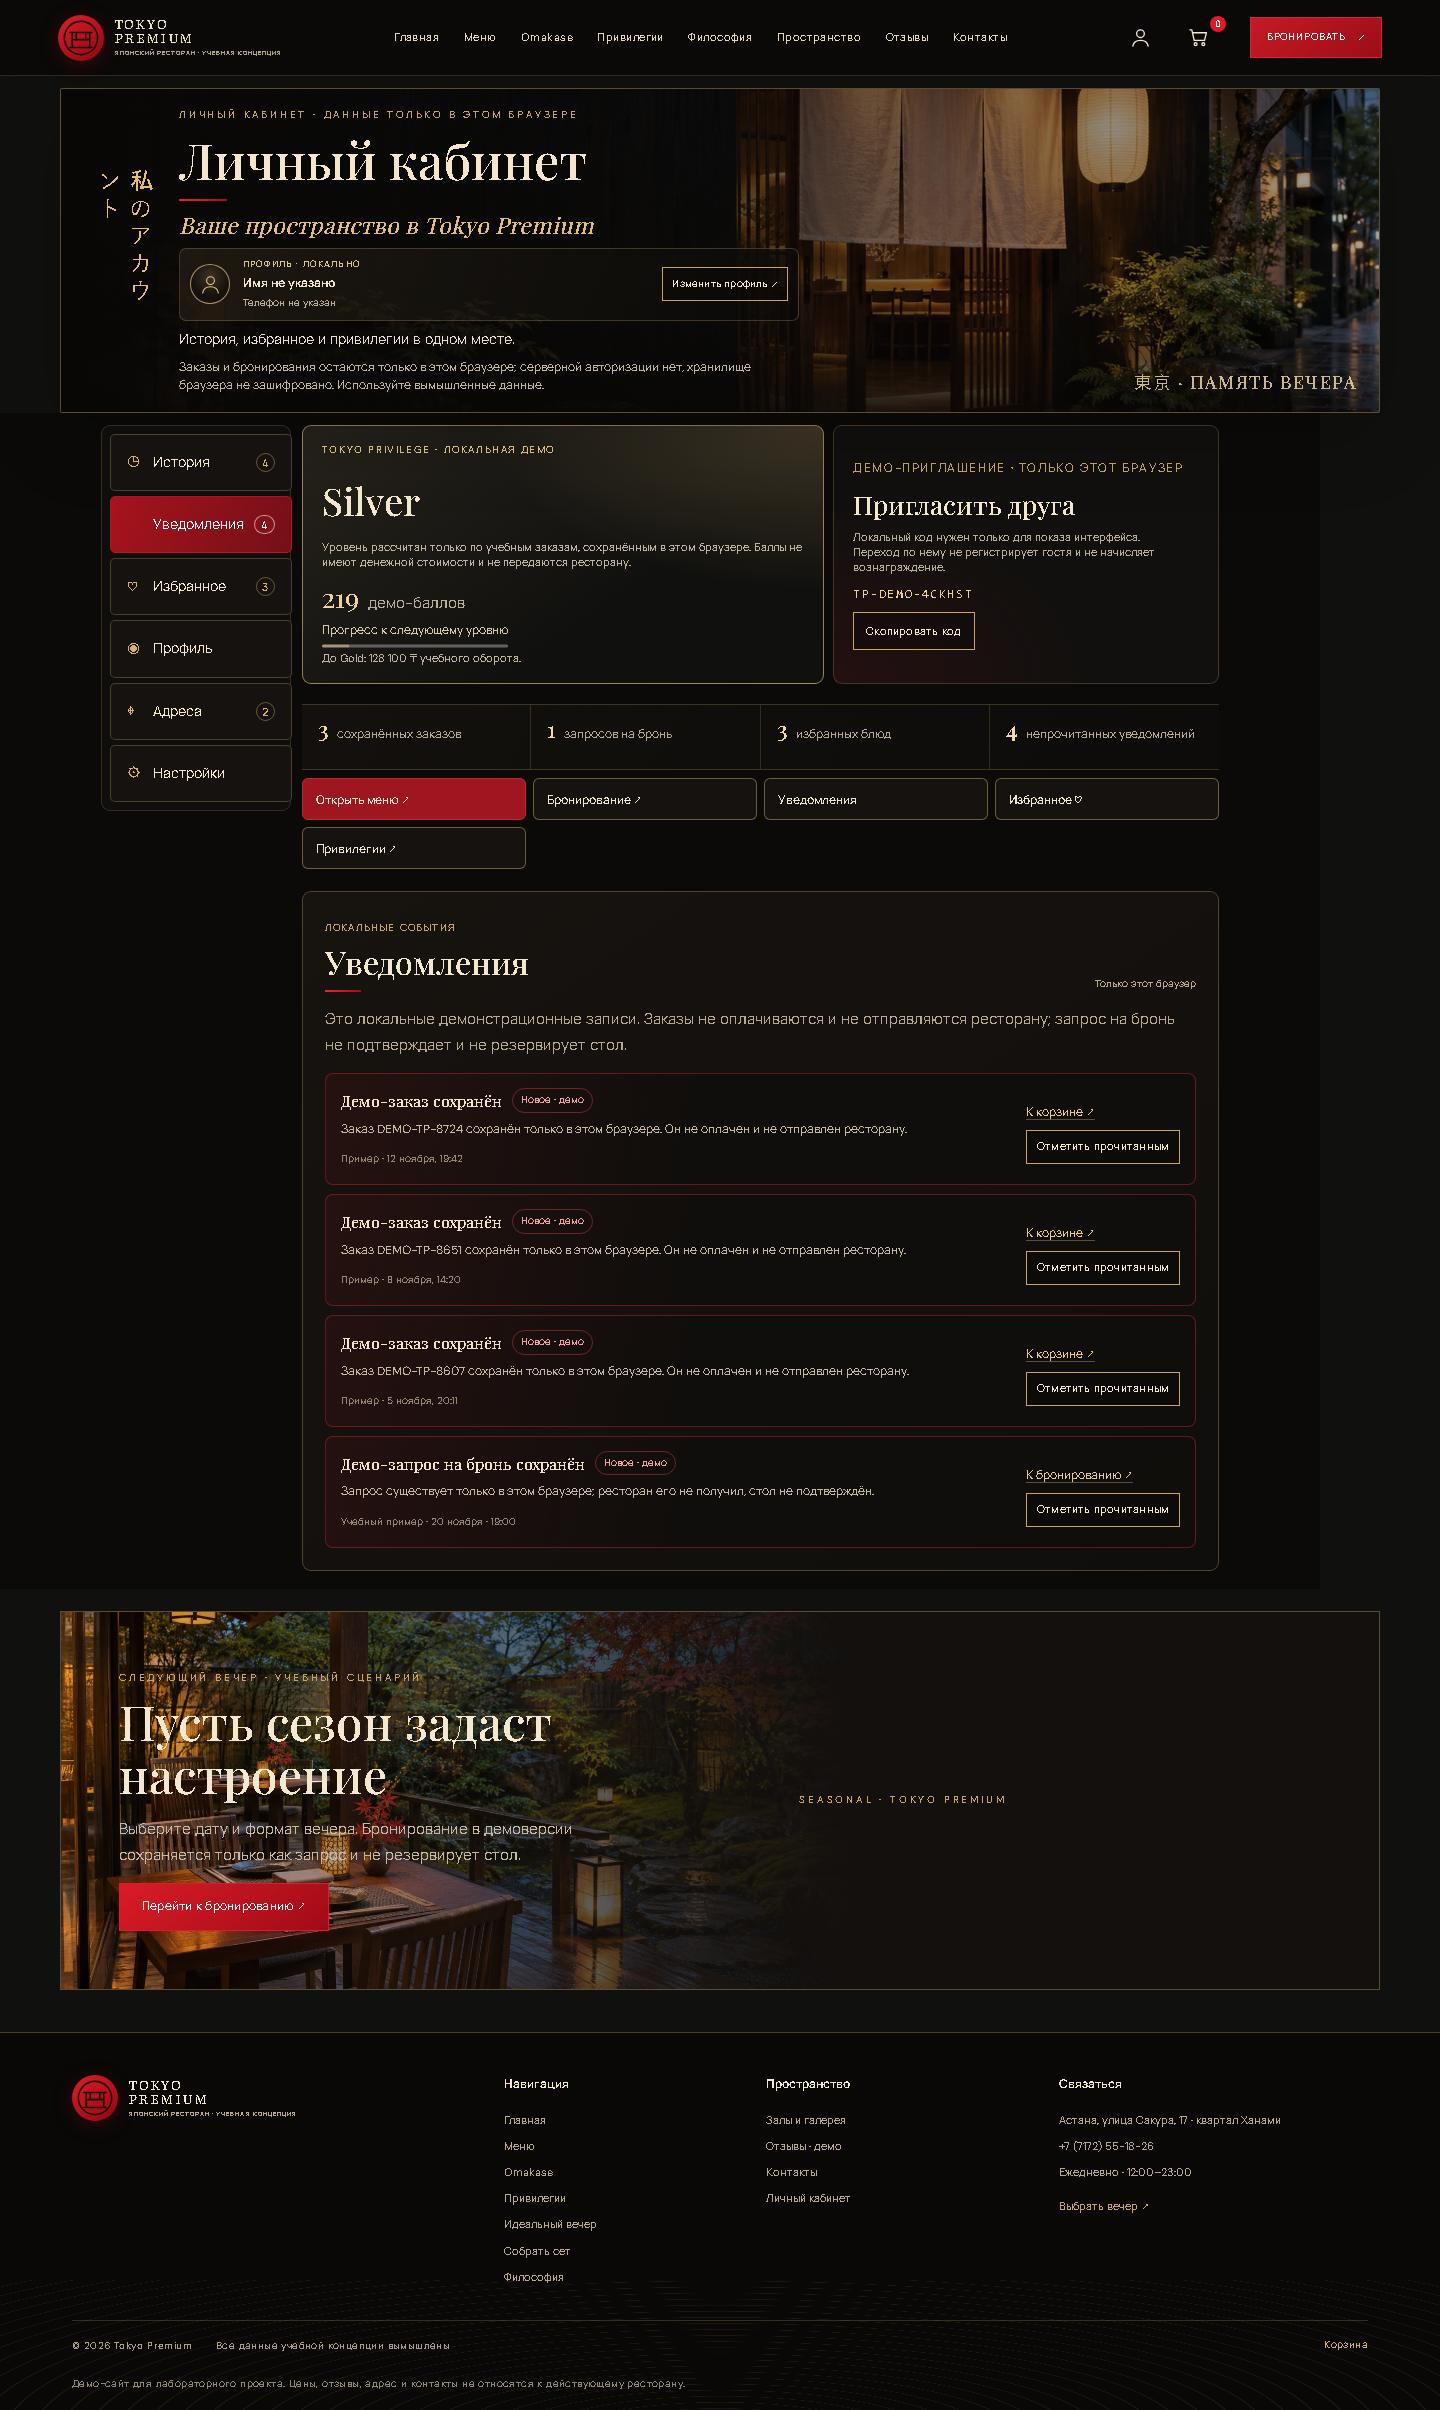 TOKYO
PREMIUM
ЯПОНСКИЙ РЕСТОРАН · УЧЕБНАЯ КОНЦЕПЦИЯ
Главная
Меню
Omakase
Привилегии
Философия
Пространство
Отзывы
Контакты
0
БРОНИРОВАТЬ ↗
私のアカウント
ЛИЧНЫЙ КАБИНЕТ · ДАННЫЕ ТОЛЬКО В ЭТОМ БРАУЗЕРЕ
Личный кабинет
Ваше пространство в Tokyo Premium
ПРОФИЛЬ · ЛОКАЛЬНО
Имя не указано
Телефон не указан
Изменить профиль ↗
История, избранное и привилегии в одном месте.
Заказы и бронирования остаются только в этом браузере; серверной авторизации нет, хранилище
браузера не зашифровано. Используйте вымышленные данные.
東京 · ПАМЯТЬ ВЕЧЕРА
История 4
Уведомления 4
Избранное 3
Профиль
Адреса 2
Настройки
TOKYO PRIVILEGE · ЛОКАЛЬНАЯ ДЕМО
Silver
Уровень рассчитан только по учебным заказам, сохранённым в этом браузере. Баллы не
имеют денежной стоимости и не передаются ресторану.
219 демо-баллов
Прогресс к следующему уровню
До Gold: 128 100 ₸ учебного оборота.
ДЕМО-ПРИГЛАШЕНИЕ · ТОЛЬКО ЭТОТ БРАУЗЕР
Пригласить друга
Локальный код нужен только для показа интерфейса.
Переход по нему не регистрирует гостя и не начисляет
вознаграждение.
TP-DEMO-4CKHST
Скопировать код
3 сохранённых заказов
1 запросов на бронь
3 избранных блюд
4 непрочитанных уведомлений
Открыть меню ↗
Бронирование ↗
Уведомления
Избранное ♡
Привилегии ↗
ЛОКАЛЬНЫЕ СОБЫТИЯ
Уведомления
Только этот браузер
Это локальные демонстрационные записи. Заказы не оплачиваются и не отправляются ресторану; запрос на бронь
не подтверждает и не резервирует стол.
Демо-заказ сохранён Новое · демо
Заказ DEMO-TP-8724 сохранён только в этом браузере. Он не оплачен и не отправлен ресторану.
Пример · 12 ноября, 19:42
К корзине ↗
Отметить прочитанным
Демо-заказ сохранён Новое · демо
Заказ DEMO-TP-8651 сохранён только в этом браузере. Он не оплачен и не отправлен ресторану.
Пример · 8 ноября, 14:20
К корзине ↗
Отметить прочитанным
Демо-заказ сохранён Новое · демо
Заказ DEMO-TP-8607 сохранён только в этом браузере. Он не оплачен и не отправлен ресторану.
Пример · 5 ноября, 20:11
К корзине ↗
Отметить прочитанным
Демо-запрос на бронь сохранён Новое · демо
Запрос существует только в этом браузере; ресторан его не получил, стол не подтверждён.
Учебный пример · 20 ноября · 19:00
К бронированию ↗
Отметить прочитанным
СЛЕДУЮЩИЙ ВЕЧЕР · УЧЕБНЫЙ СЦЕНАРИЙ
Пусть сезон задаст
настроение
Выберите дату и формат вечера. Бронирование в демоверсии
сохраняется только как запрос и не резервирует стол.
Перейти к бронированию ↗
SEASONAL · TOKYO PREMIUM
TOKYO
PREMIUM
ЯПОНСКИЙ РЕСТОРАН · УЧЕБНАЯ КОНЦЕПЦИЯ
Навигация
Главная
Меню
Omakase
Привилегии
Идеальный вечер
Собрать сет
Философия
Пространство
Залы и галерея
Отзывы · демо
Контакты
Личный кабинет
Связаться
Астана, улица Сакура, 17 · квартал Ханами
+7 (7172) 55-18-26
Ежедневно · 12:00–23:00
Выбрать вечер ↗
© 2026 Tokyo Premium
Все данные учебной концепции вымышлены
Корзина
Демо-сайт для лабораторного проекта. Цены, отзывы, адрес и контакты не относятся к действующему ресторану.